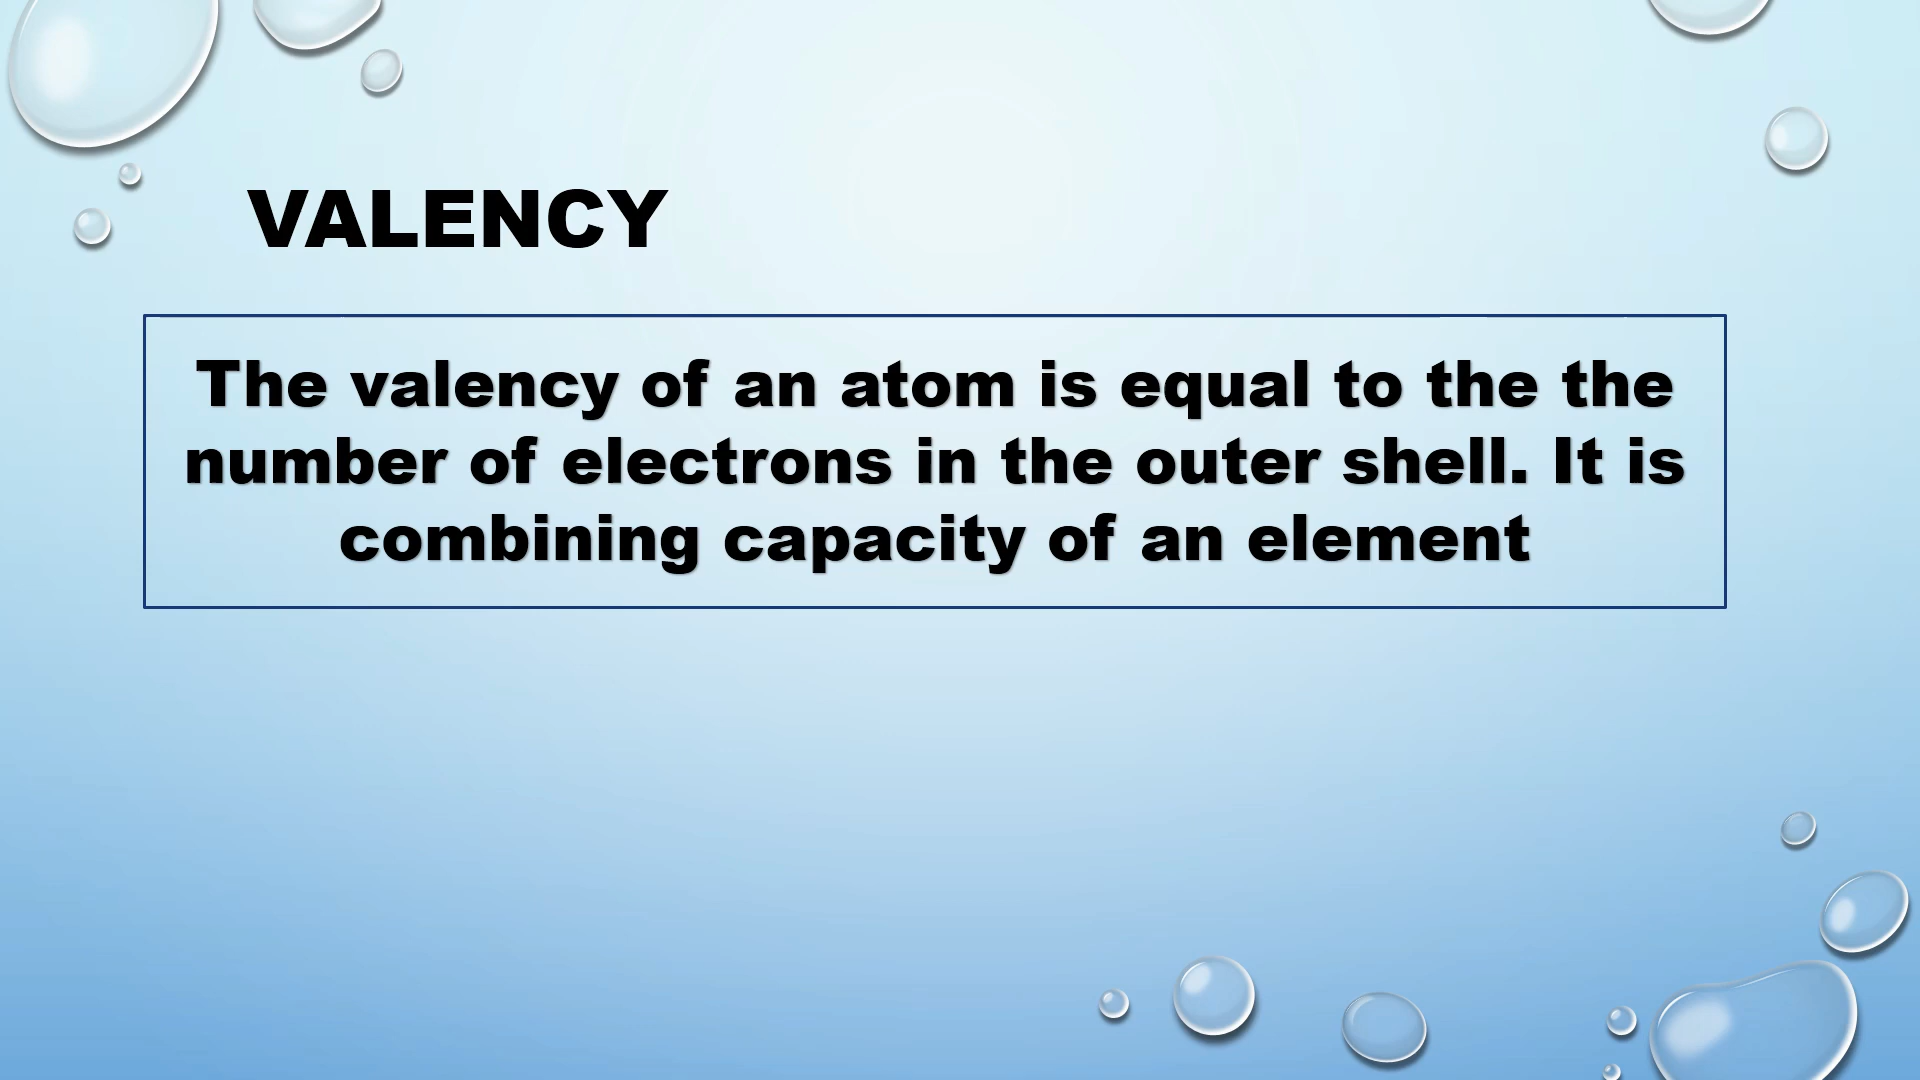 VALENCY
The valency of an atom is equal to the the
number of electrons in the outer shell. It is
combining capacity of an element